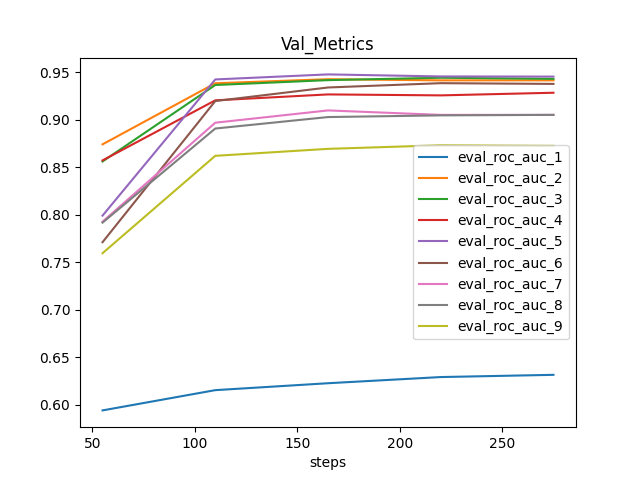 Val_Metrics
0.95
0.90
0.85
0.80
0.75
0.70
0.65
0.60
eval_roc_auc_1
eval_roc_auc_2
eval_roc_auc_3
eval_roc_auc_4
eval_roc_auc_5
eval_roc_auc_6
eval_roc_auc_7
eval_roc_auc_8
eval_roc_auc_9
50 100 150 200 250
steps